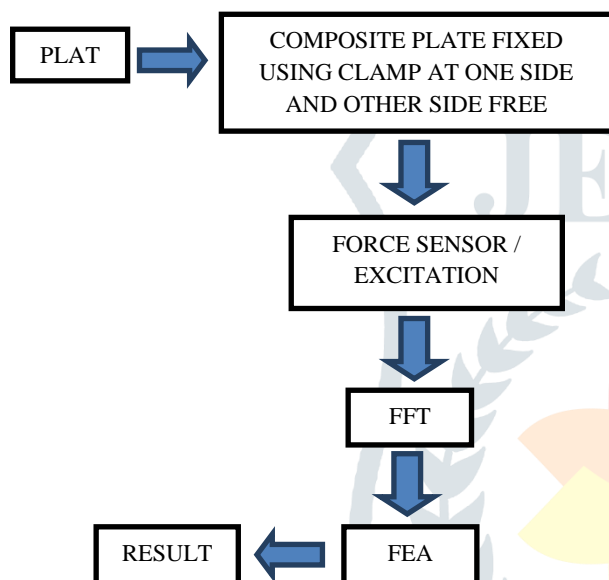 PLAT
COMPOSITE PLATE FIXED
USING CLAMP AT ONE SIDE
AND OTHER SIDE FREE
FORCE SENSOR /
EXCITATION
FFT
FEA
RESULT